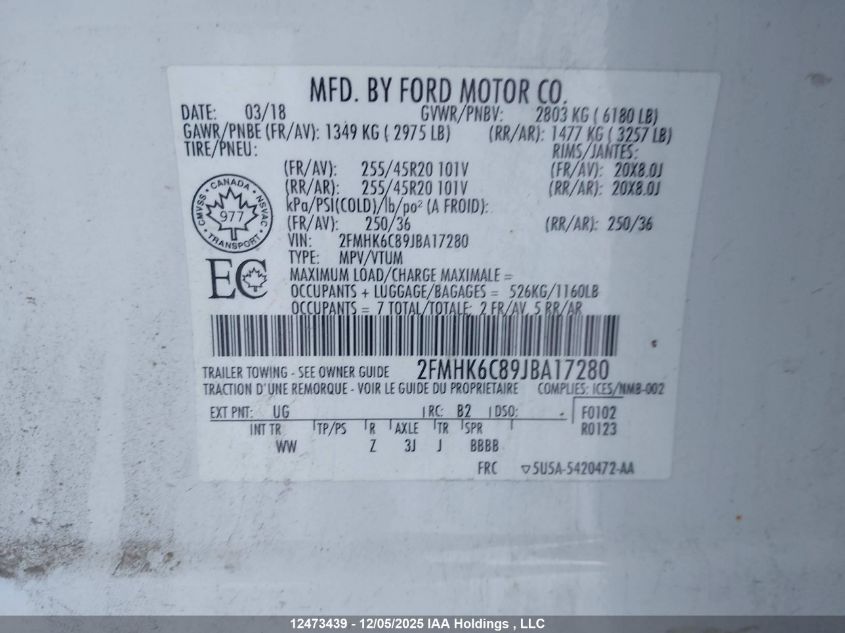 MFD. BY FORD MOTOR CO.
DATE: 03/18 GVWR/PNBV: 2803 KG ( 6180 LB)
GAWR/PNBE (FR/AV): 1349 KG ( 2975 LB) (RR/AR): 1477 KG ( 3257 LB)
TIRE/PNEU: RIMS/JANTES:
(FR/AV): 255/45R20 101V (FR/AV): 20X8.0J
(RR/AR): 255/45R20 101V (RR/AR): 20X8.0J
kPa/PSI(COLD)/lb/po² (A FROID):
(FR/AV): 250/36 (RR/AR): 250/36
VIN: 2FMHK6C89JBA17280
TYPE: MPV/VTUM
CANADA
CMVSS
NSVAC
977
TRANSPORT
EC
MAXIMUM LOAD/CHARGE MAXIMALE =
OCCUPANTS + LUGGAGE/BAGAGES = 526KG/1160LB
OCCUPANTS = 7 TOTAL/TOTALE, 2 FR/AV, 5 RR/AR
TRAILER TOWING - SEE OWNER GUIDE 2FMHK6C89JBA17280
TRACTION D'UNE REMORQUE - VOIR LE GUIDE DU PROPRIETAIRE COMPLIES: ICES/NMB-002
EXT PNT: UG RC: B2 DSO: F0102
INT TR TP/PS R AXLE TR SPR R0123
WW Z 3J J BBBB
FRC ▽5U5A-5420472-AA
12473439 - 12/05/2025 IAA Holdings , LLC